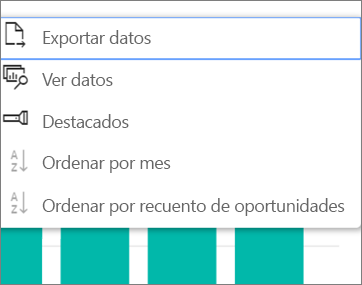 Exportar datos
Ver datos
Destacados
Ordenar por mes
Ordenar por recuento de oportunidades